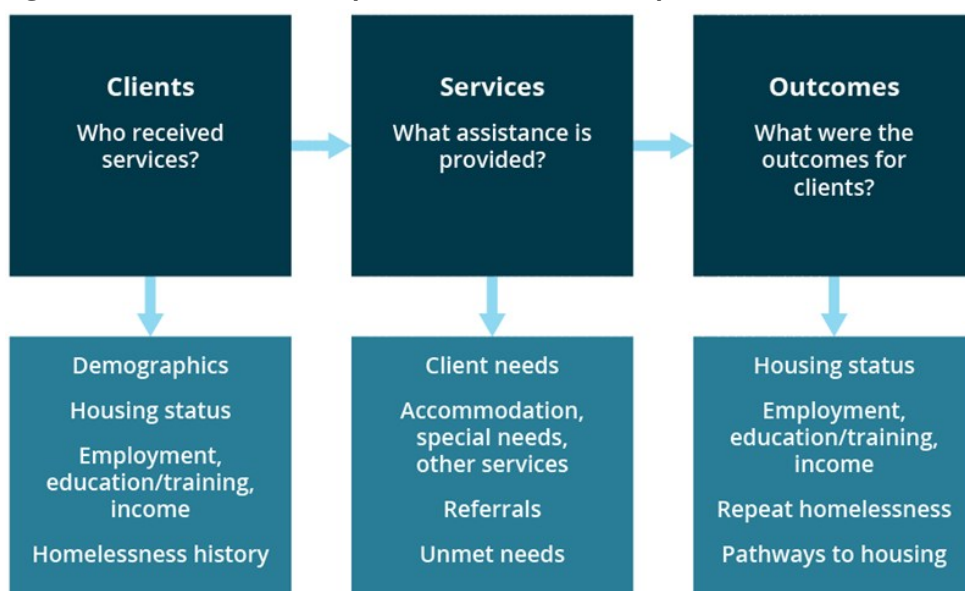 Clients
Who received
services?
Services
What assistance is
provided?
Outcomes
What were the
outcomes for
clients?
Demographics
Housing status
Employment,
education/training,
income
Homelessness history
Client needs
Accommodation,
special needs,
other services
Referrals
Unmet needs
Housing status
Employment,
education/training,
income
Repeat homelessness
Pathways to housing